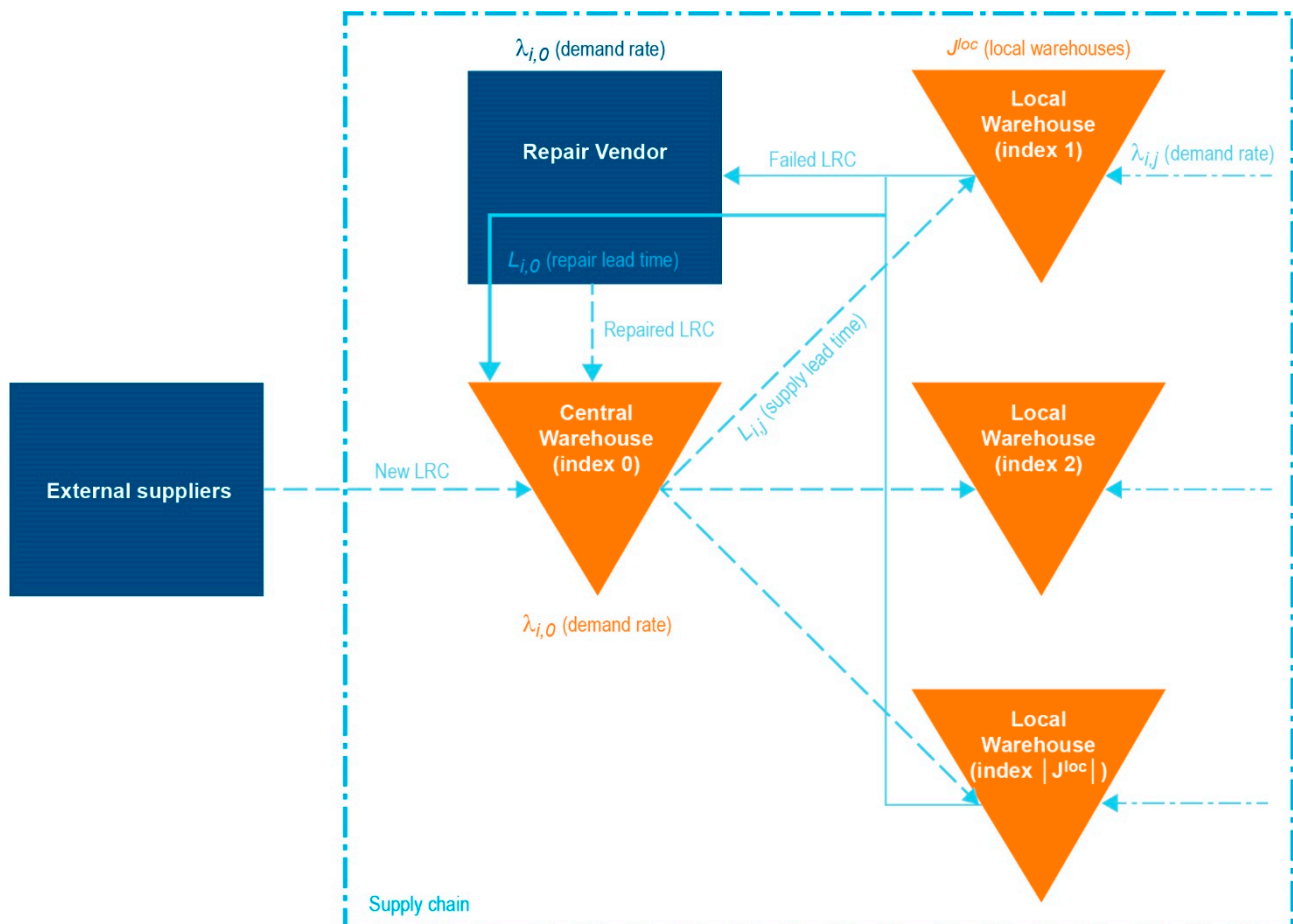 λi,0 (demand rate)
Jloc (local warehouses)
Repair Vendor
Local
Warehouse
(index 1)
Failed LRC
λi,j (demand rate)
Li,0 (repair lead time)
Repaired LRC
Li,j (supply lead time)
External suppliers
New LRC
Central
Warehouse
(index 0)
Local
Warehouse
(index 2)
λi,0 (demand rate)
Local
Warehouse
(index |Jloc|)
Supply chain